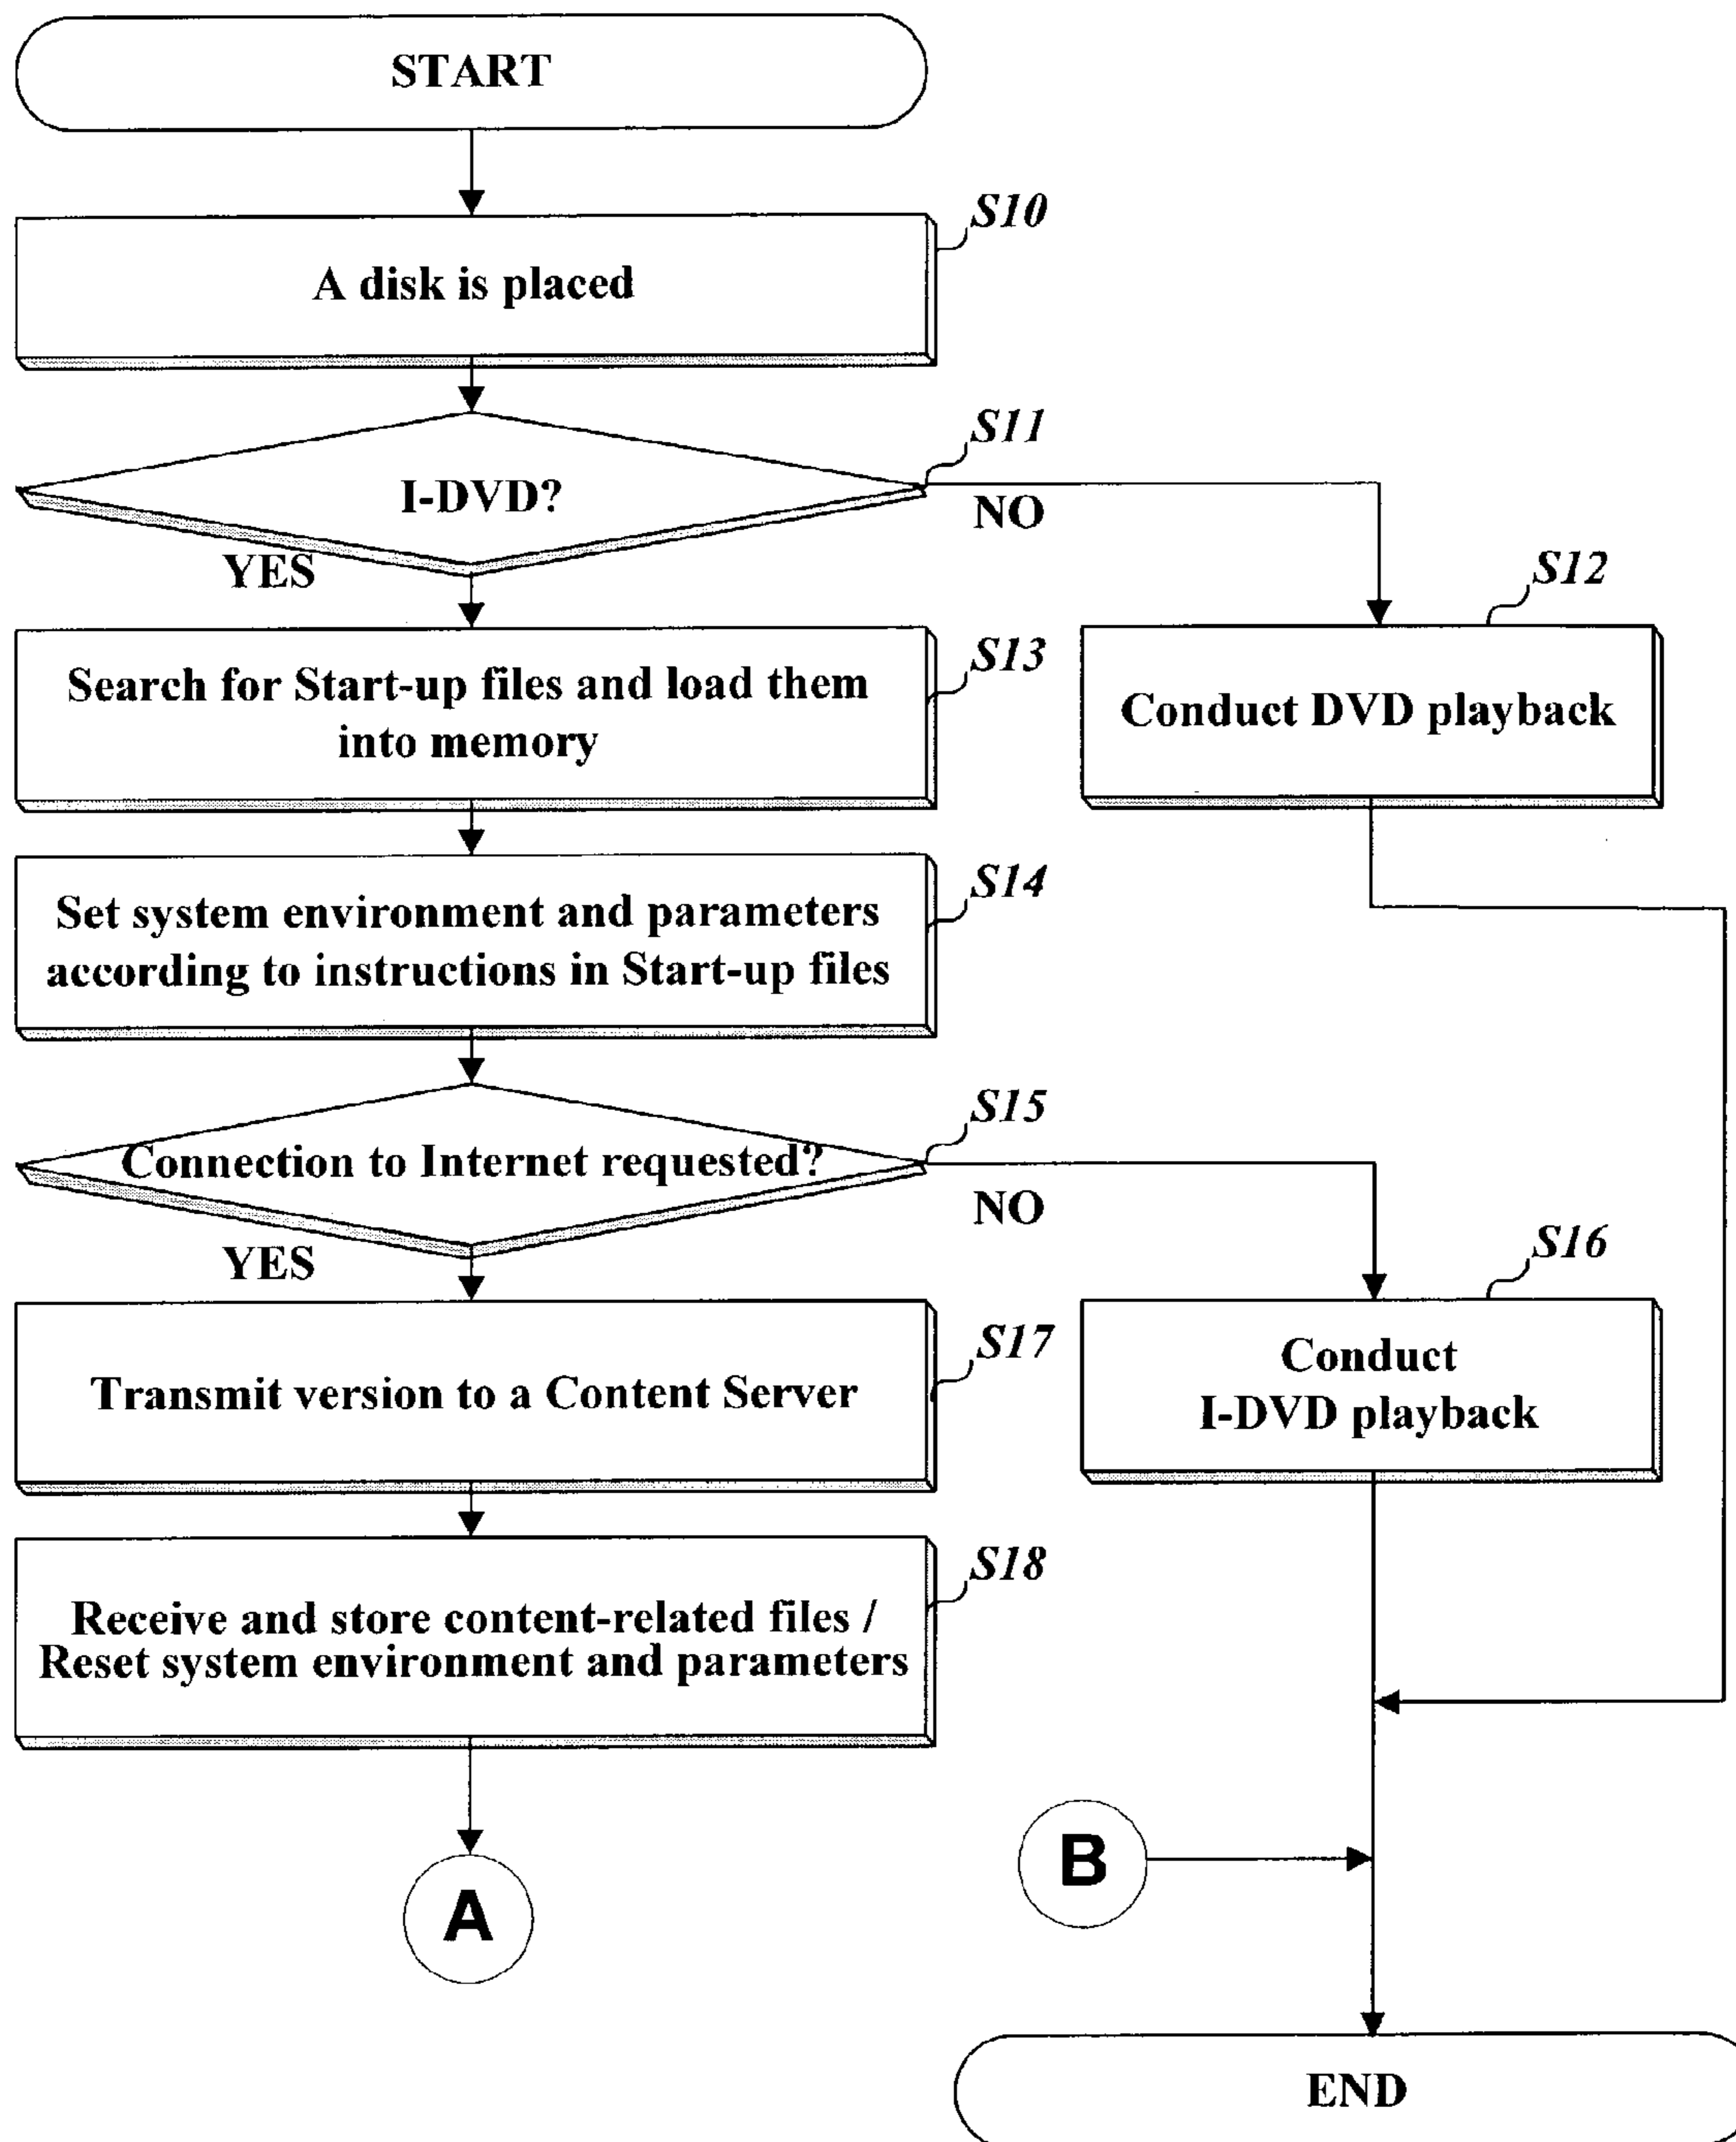 START
S10
A disk is placed
S11
I-DVD?
NO
YES
S12
S13
Search for Start-up files and load them
into memory
Conduct DVD playback
S14
Set system environment and parameters
according to instructions in Start-up files
S15
Connection to Internet requested?
NO
YES
S16
S17
Transmit version to a Content Server
Conduct
I-DVD playback
S18
Receive and store content-related files /
Reset system environment and parameters
B
A
END